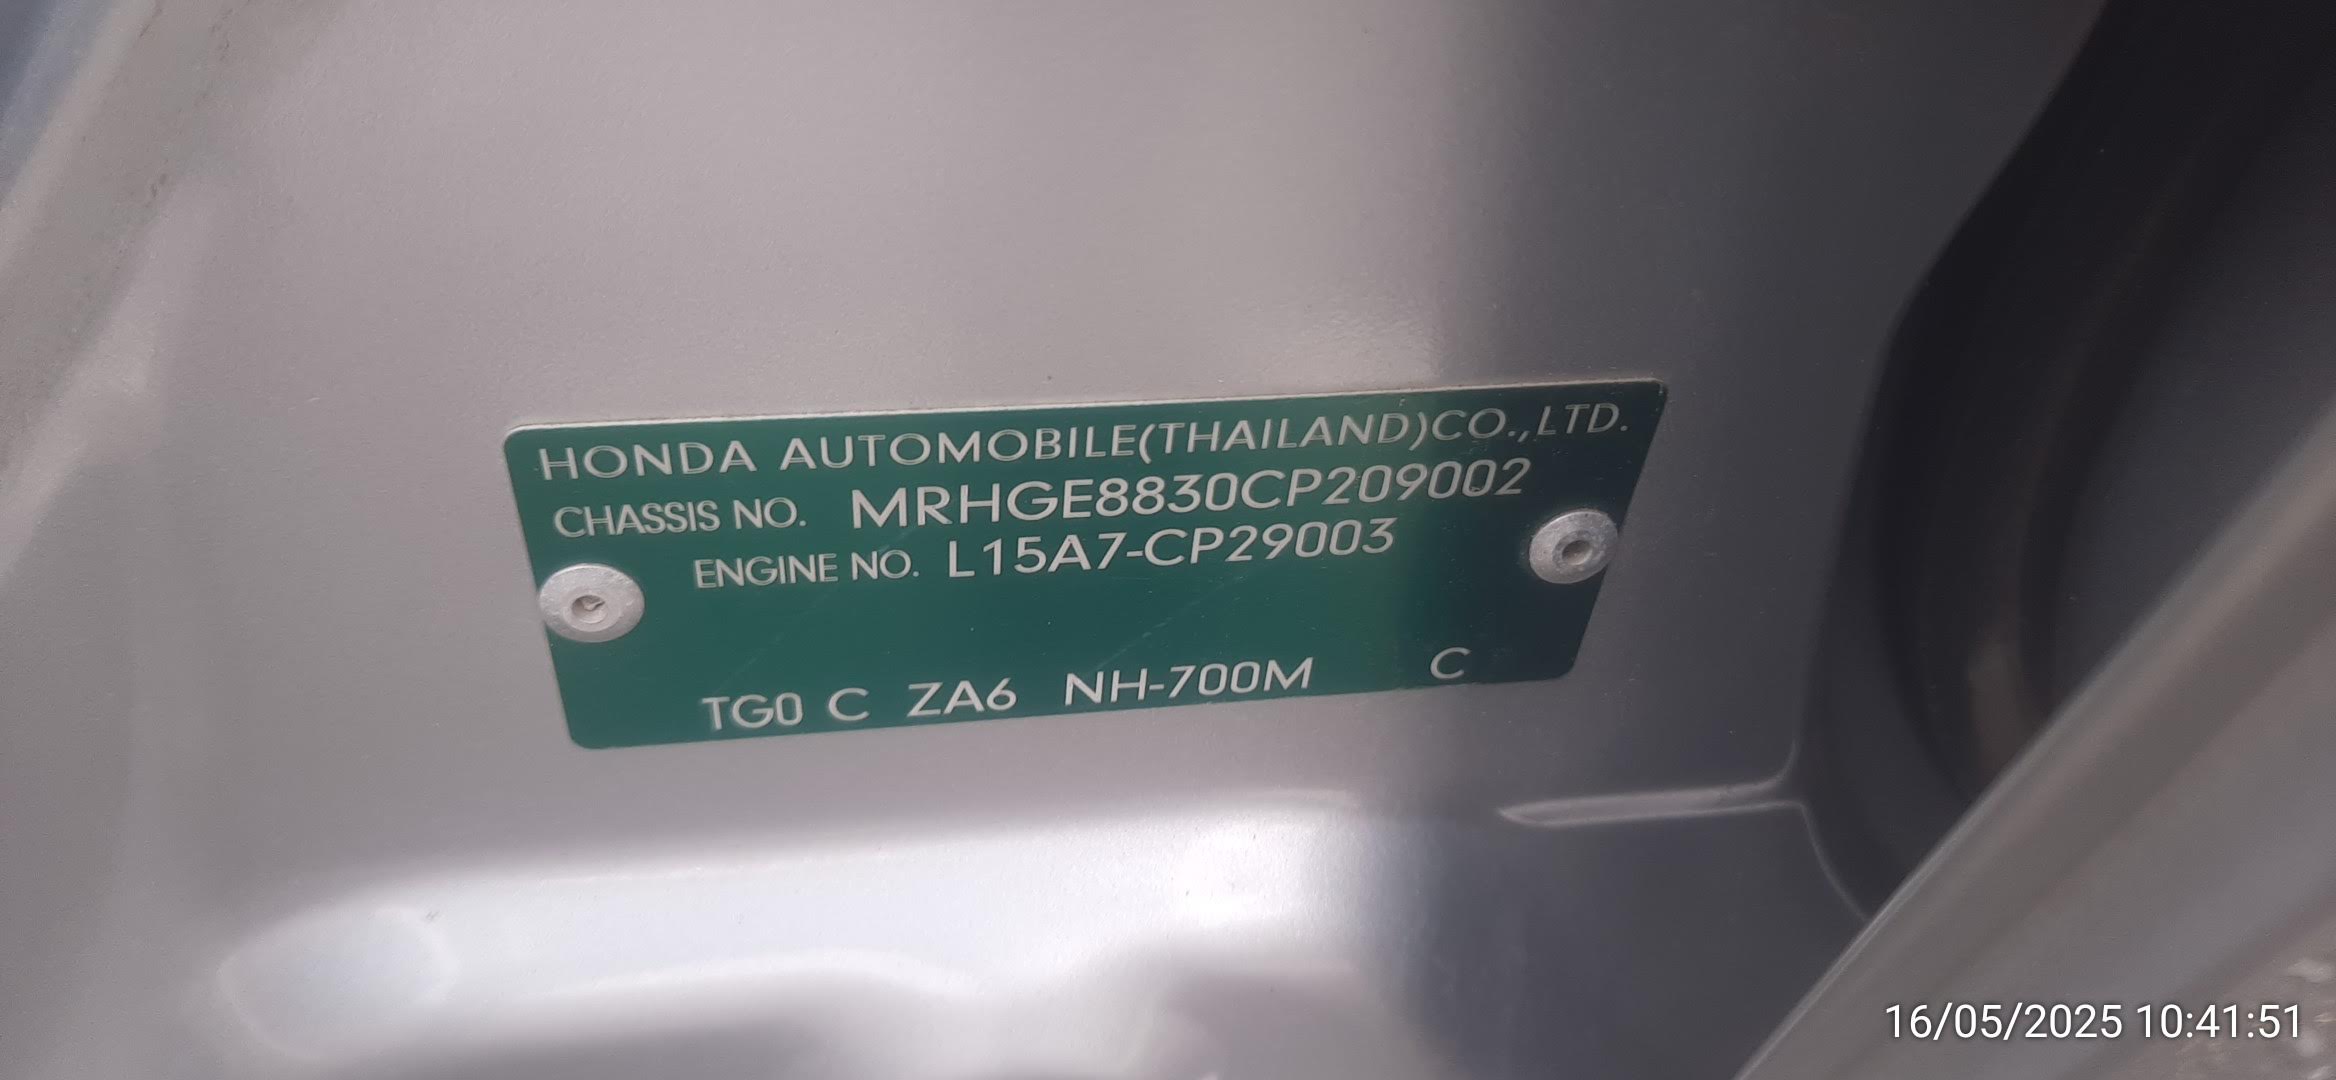 HONDA AUTOMOBILE(THAILAND)CO.,LTD.
CHASSIS NO. MRHGE8830CP209002
ENGINE NO. L15A7-CP29003
TG0 C ZA6 NH-700M C
16/05/2025 10:41:51